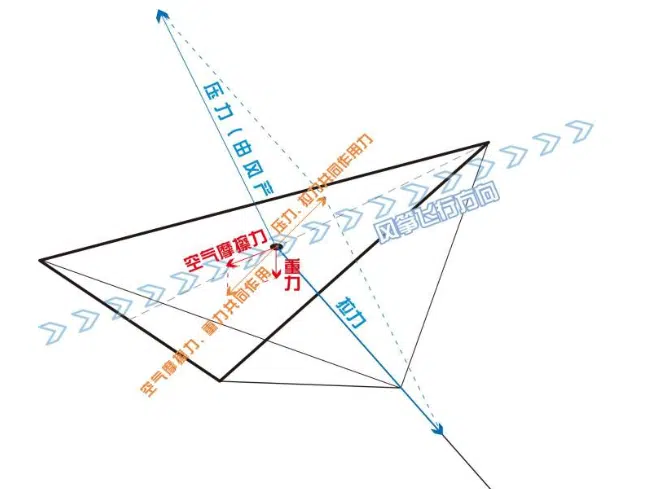 压力（由风产
压力、拉力共同作用力
风筝飞行方向
空气摩擦力
重力
拉力
空气摩擦力、重力共同作用力